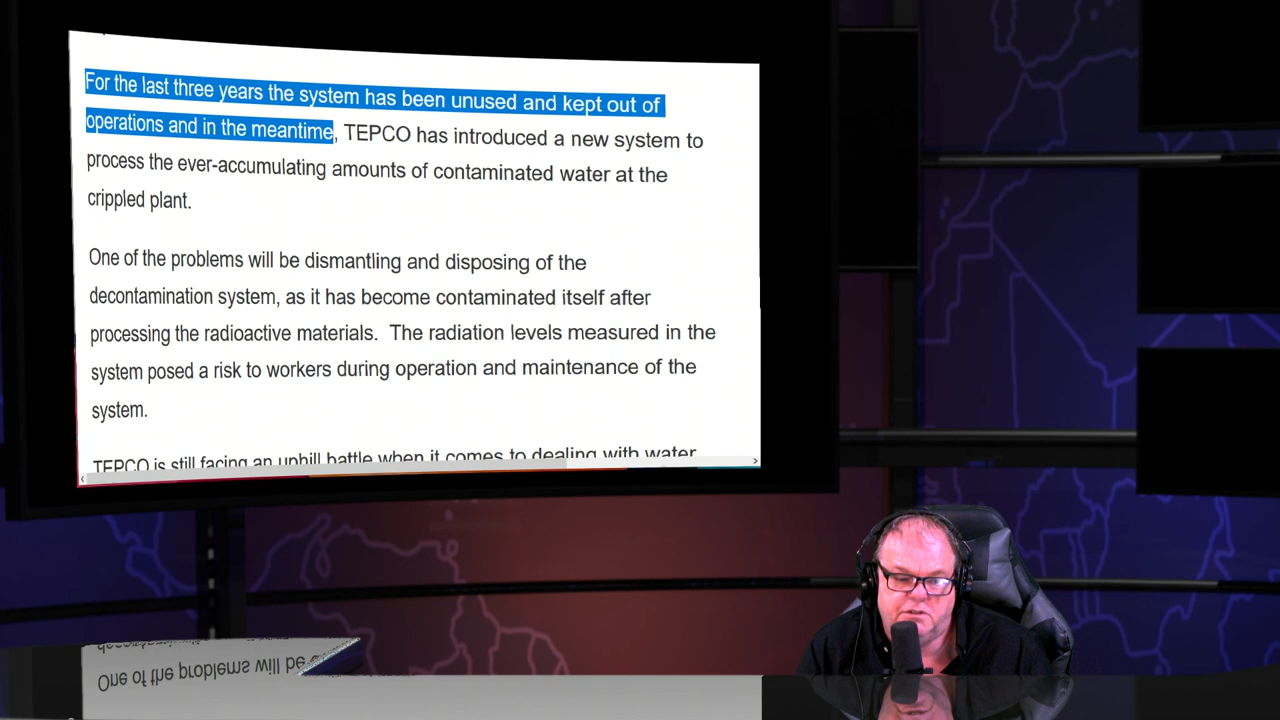 For the last three years the system has been unused and kept out of
operations and in the meantime, TEPCO has introduced a new system to
process the ever-accumulating amounts of contaminated water at the
crippled plant.
One of the problems will be dismantling and disposing of the
decontamination system, as it has become contaminated itself after
processing the radioactive materials. The radiation levels measured in the
system posed a risk to workers during operation and maintenance of the
system.
TEPCO is still facing an uphill battle when it comes to dealing with water
One of the problems will be